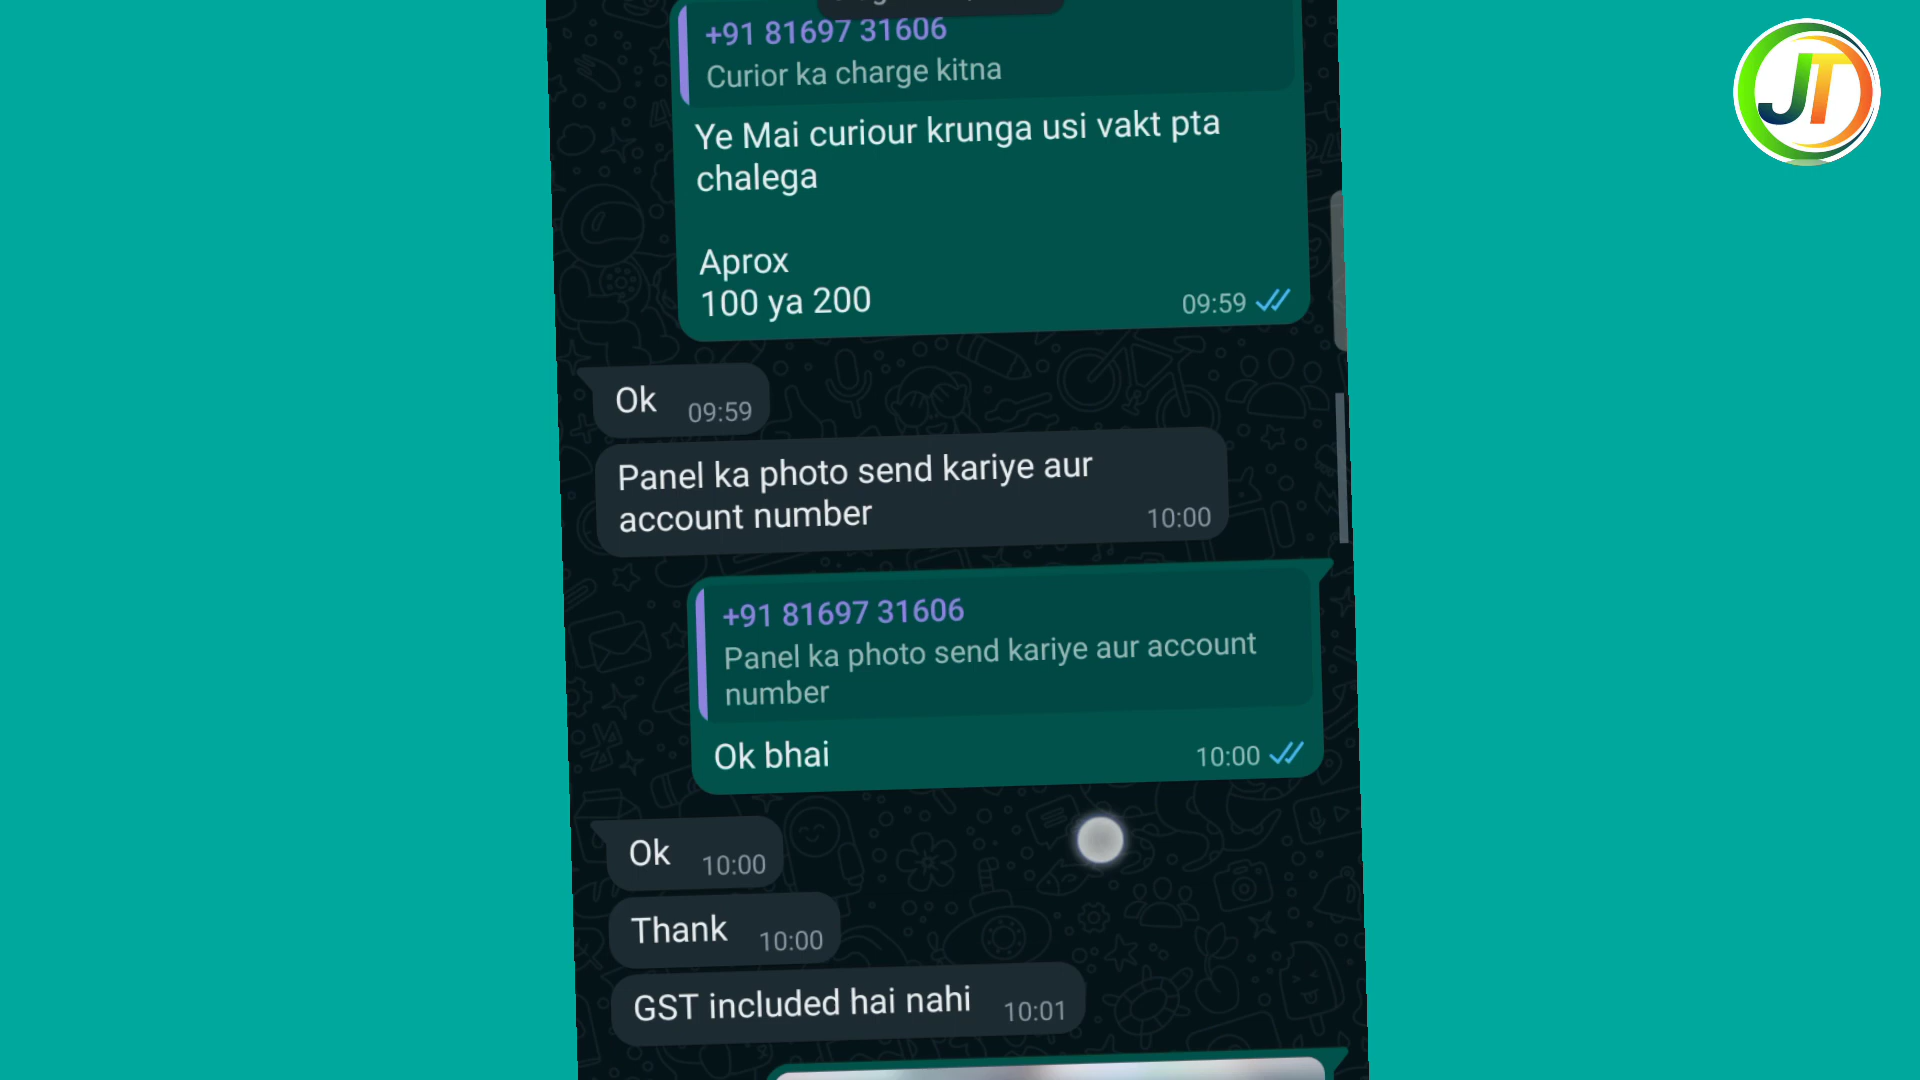 +91 81697 31606
Curior ka charge kitna
Ye Mai curiour krunga usi vakt pta
chalega
Aprox
100 ya 200
09:59
Ok 09:59
Panel ka photo send kariye aur
account number
10:00
+91 81697 31606
Panel ka photo send kariye aur account
number
Ok bhai
10:00
Ok 10:00
Thank 10:00
GST included hai nahi 10:01
JT